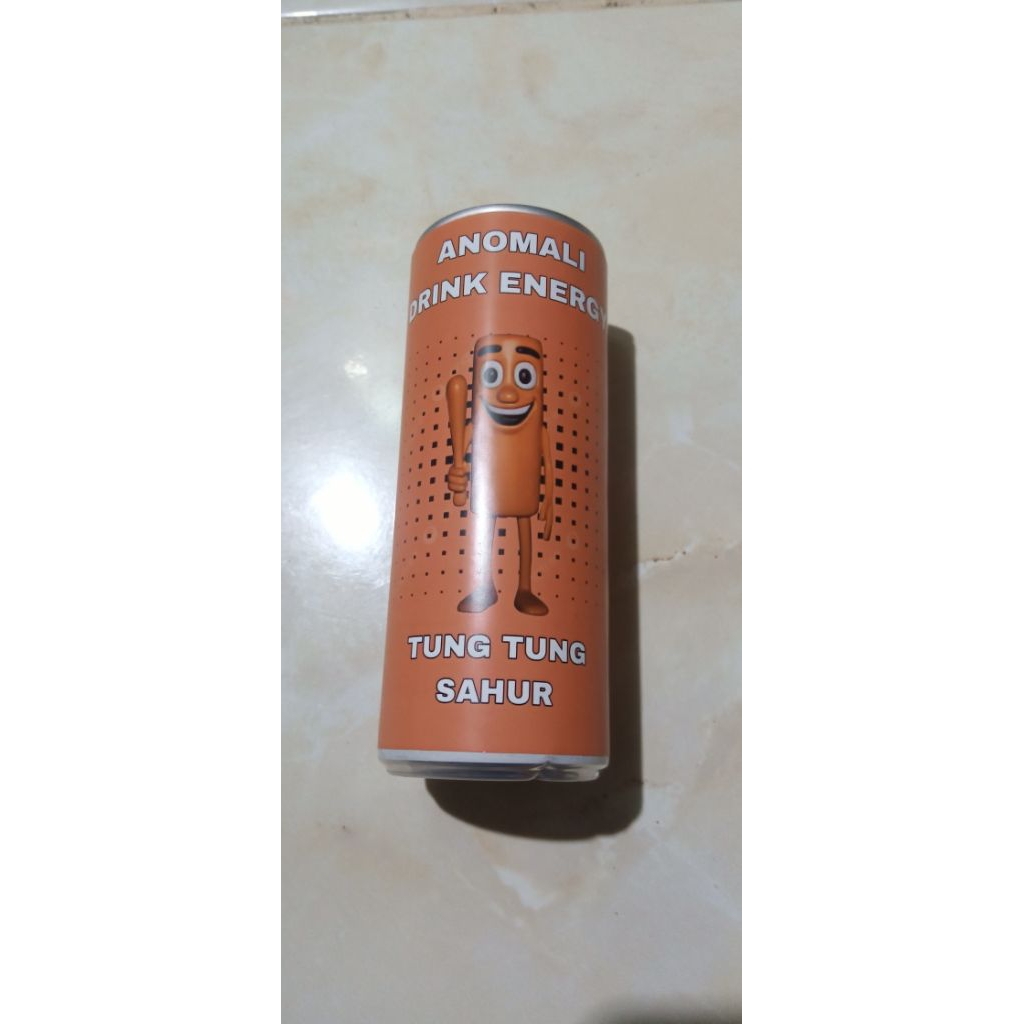 ANOMALI
DRINK ENERGY
TUNG TUNG
SAHUR